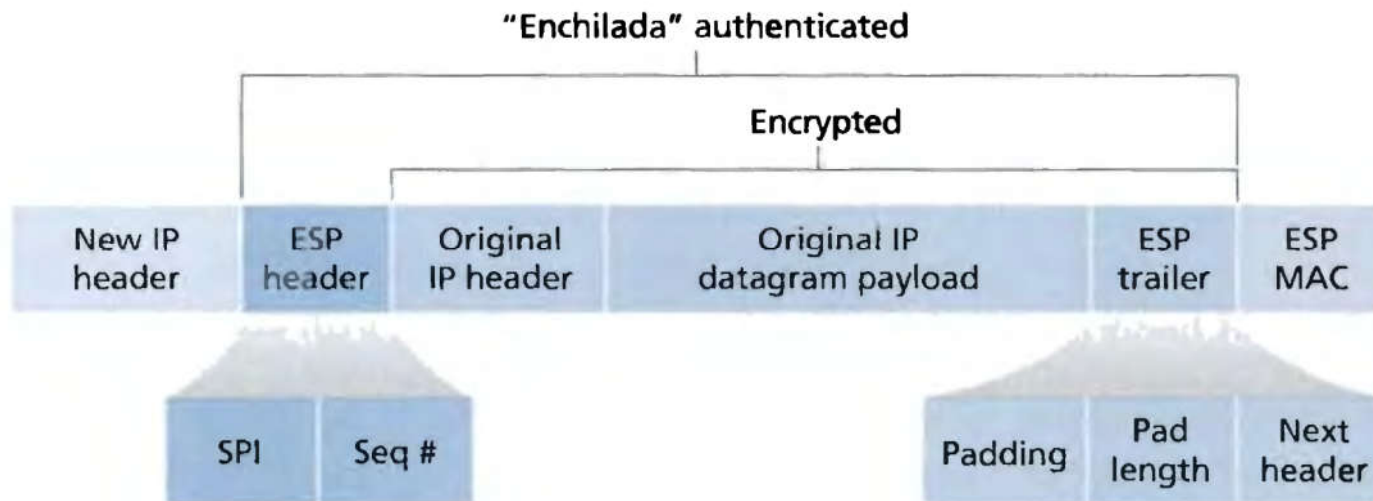 “Enchilada” authenticated
Encrypted
New IP
header
ESP
header
Original
IP header
Original IP
datagram payload
ESP
trailer
ESP
MAC
SPI
Seq #
Padding
Pad
length
Next
header